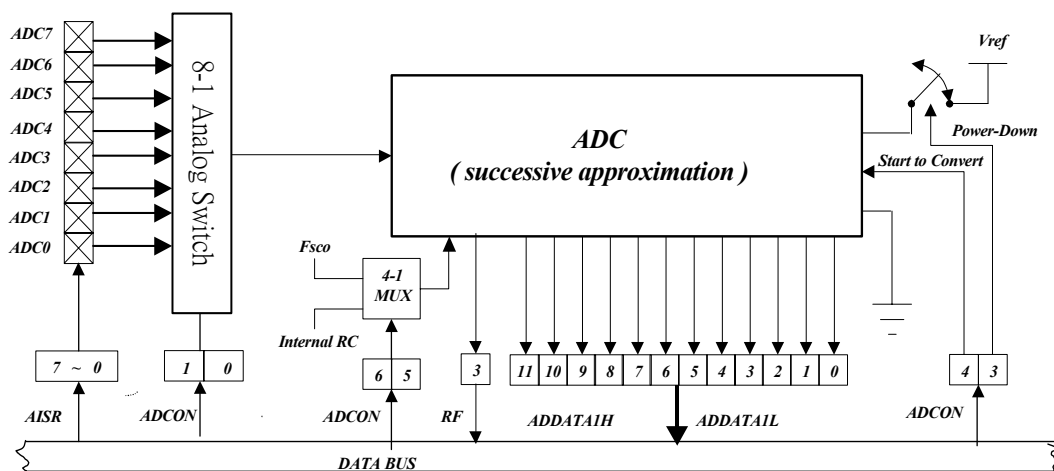 ADC7
ADC6
ADC5
ADC4
ADC3
ADC2
ADC1
ADC0
8-1 Analog Switch
ADC
( successive approximation )
Vref
Power-Down
Start to Convert
Fsco
4-1
MUX
Internal RC
7 ~ 0
1 0
6 5
3
11 10 9 8 7 6 5 4 3 2 1 0
4 3
AISR
ADCON
ADCON
RF
ADDATA1H
ADDATA1L
ADCON
DATA BUS